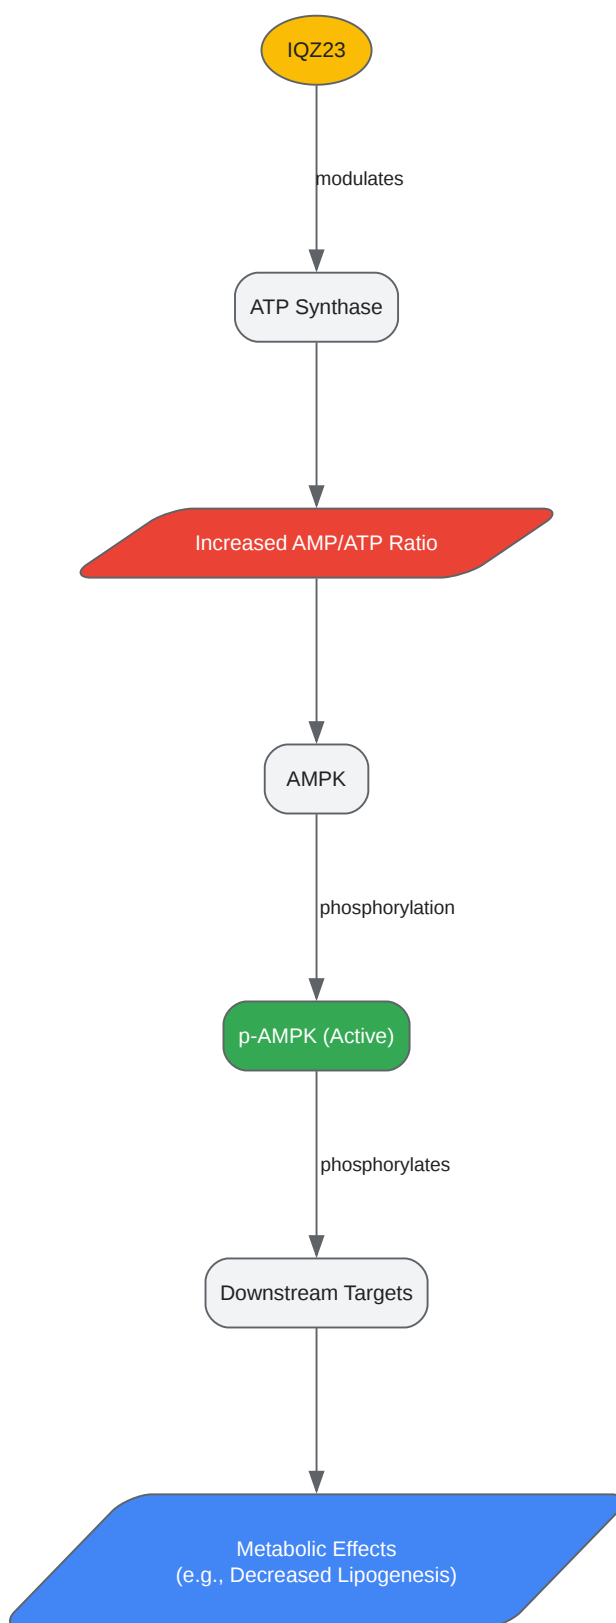 IQZ23
modulates
ATP Synthase
Increased AMP/ATP Ratio
AMPK
phosphorylation
p-AMPK (Active)
phosphorylates
Downstream Targets
Metabolic Effects
(e.g., Decreased Lipogenesis)